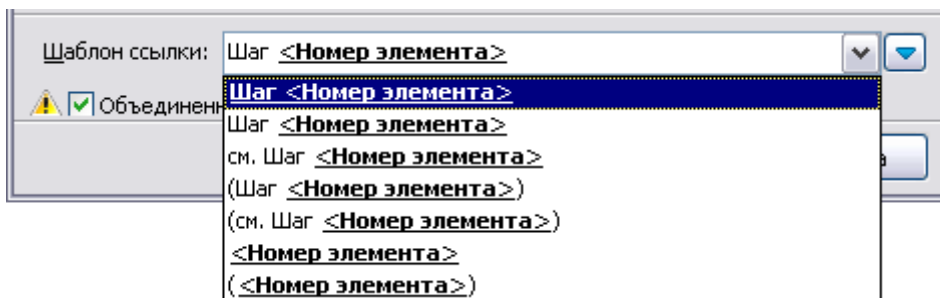 Шаблон ссылки: Шаг <Номер элемента>
Шаг <Номер элемента>
Объединенн
Шаг <Номер элемента>
см. Шаг <Номер элемента>
(Шаг <Номер элемента>)
(см. Шаг <Номер элемента>)
<Номер элемента>
(<Номер элемента>)